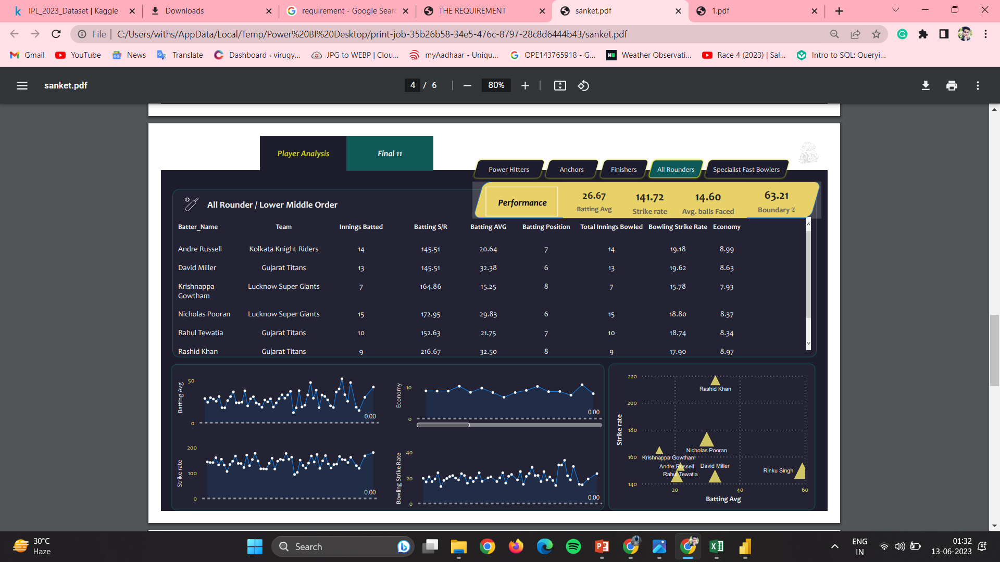 IPL_2023_Dataset | Kaggle
Downloads
requirement - Google Searc
THE REQUIREMENT
sanket.pdf
1.pdf
File | C:/Users/withs/AppData/Local/Temp/Power%20BI%20Desktop/print-job-35b26b58-34e5-476c-8797-28c8d6444b43/sanket.pdf
Gmail YouTube News Translate Dashboard ‹ virugy... JPG to WEBP | Clou... myAadhaar - Uniqu... OPE143765918 - G... Weather Observati... Race 4 (2023) | Sal... Intro to SQL: Queryi...
sanket.pdf 4 / 6 80%
Player Analysis Final 11
Power Hitters Anchors Finishers All Rounders Specialist Fast Bowlers
All Rounder / Lower Middle Order
Performance
26.67 141.72 14.60 63.21
Batting Avg Strike rate Avg. balls Faced Boundary %
Batter_Name Team Innings Batted Batting S/R Batting AVG Batting Position Total Innings Bowled Bowling Strike Rate Economy
Andre Russell Kolkata Knight Riders 14 145.51 20.64 7 14 19.18 8.99
David Miller Gujarat Titans 13 145.51 32.38 6 13 19.62 8.63
Krishnappa Gowtham Lucknow Super Giants 7 164.86 15.25 8 7 15.78 7.93
Nicholas Pooran Lucknow Super Giants 15 172.95 29.83 6 15 18.80 8.37
Rahul Tewatia Gujarat Titans 10 152.63 21.75 7 10 18.74 8.34
Rashid Khan Gujarat Titans 9 216.67 32.50 8 9 17.90 8.97
Batting Avg
50
0
0.00
Economy
10
0
0.00
Strike rate
200
100
0
0.00
Bowling Strike Rate
40
20
0
0.00
Strike rate
220
200
180
160
140
Rashid Khan
Nicholas Pooran
Krishnappa Gowtham
Andre Russell
David Miller
Rahul Tewatia
Rinku Singh
20 40 60
Batting Avg
30°C
Haze
Search
ENG
IN
01:32
13-06-2023